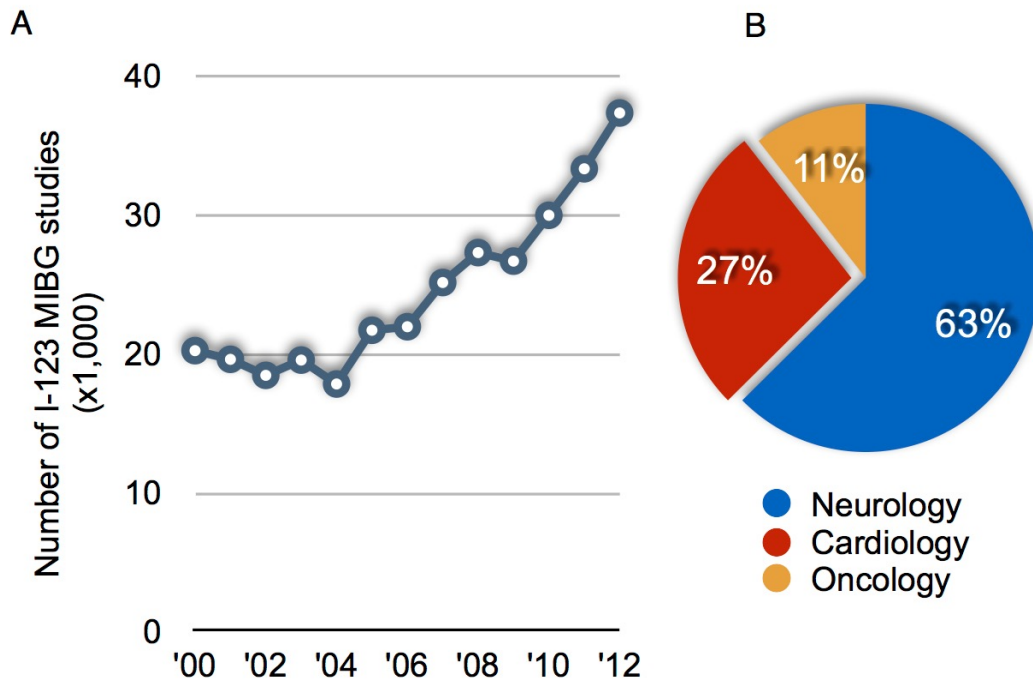 A
B
Number of I-123 MIBG studies
(x1,000)
40
30
20
10
0
'00 '02 '04 '06 '08 '10 '12
11%
27%
63%
Neurology
Cardiology
Oncology